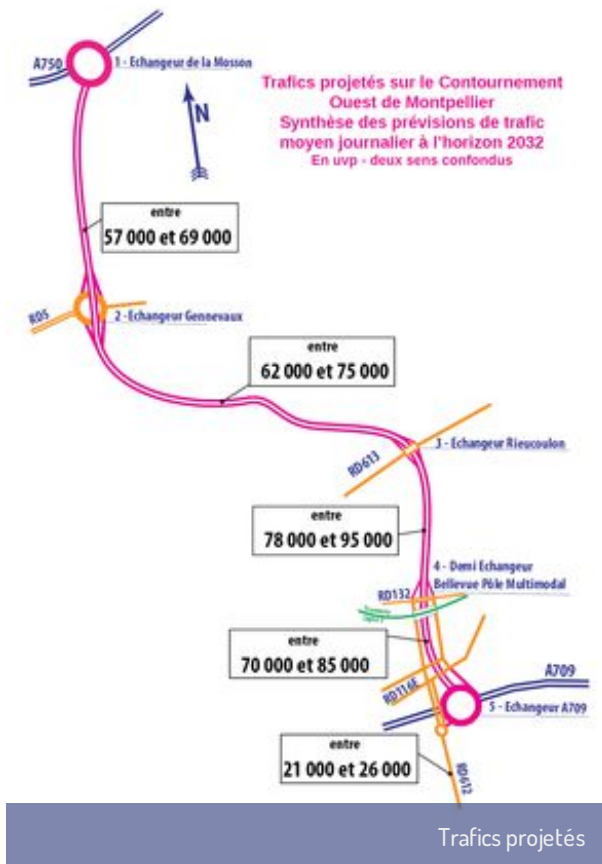 A750
1 - Echangeur de la Mosson
Trafics projetés sur le Contournement
Ouest de Montpellier
Synthèse des prévisions de trafic
moyen journalier à l'horizon 2032
En uvp - deux sens confondus
N
entre
57 000 et 69 000
RD5
2 - Echangeur Gennevaux
entre
62 000 et 75 000
3 - Echangeur Rieucoulon
RD613
entre
78 000 et 95 000
4 - Demi Echangeur
Bellevue Pôle Multimodal
RD132
entre
70 000 et 85 000
RD116E
A709
5 - Echangeur A709
entre
21 000 et 26 000
RD612
Trafics projetés